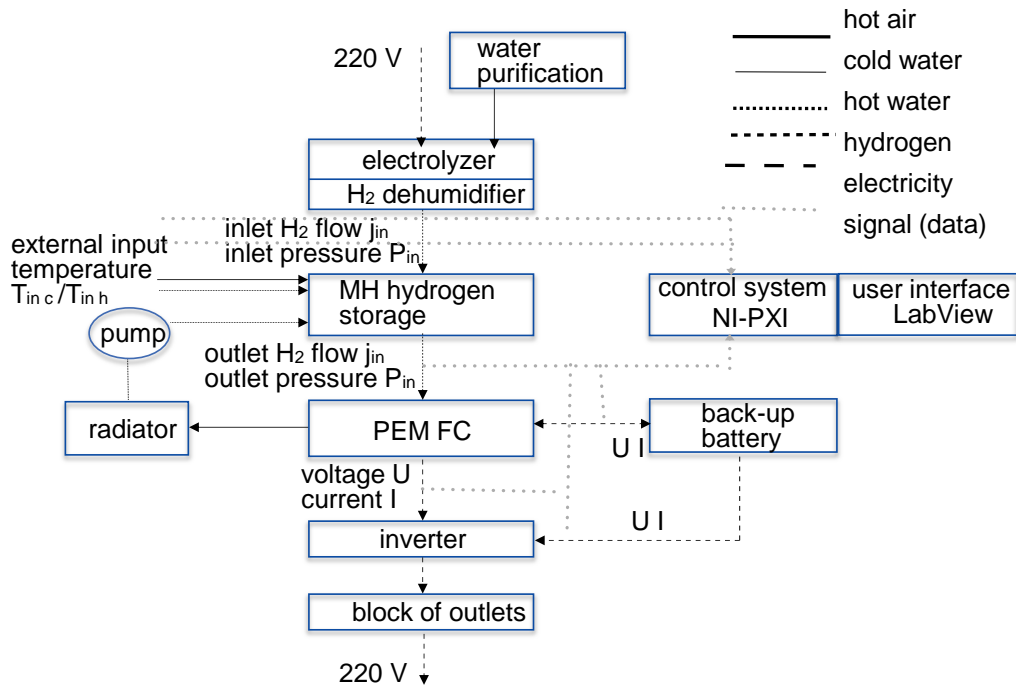 220 V
water
purification
hot air
cold water
hot water
hydrogen
electricity
signal (data)
electrolyzer
H₂ dehumidifier
inlet H₂ flow jin
inlet pressure Pin
external input
temperature
Tin c/Tin h
MH hydrogen
storage
control system
NI-PXI
user interface
LabView
pump
outlet H₂ flow jin
outlet pressure Pin
radiator
PEM FC
back-up
battery
U I
voltage U
current I
U I
inverter
block of outlets
220 V